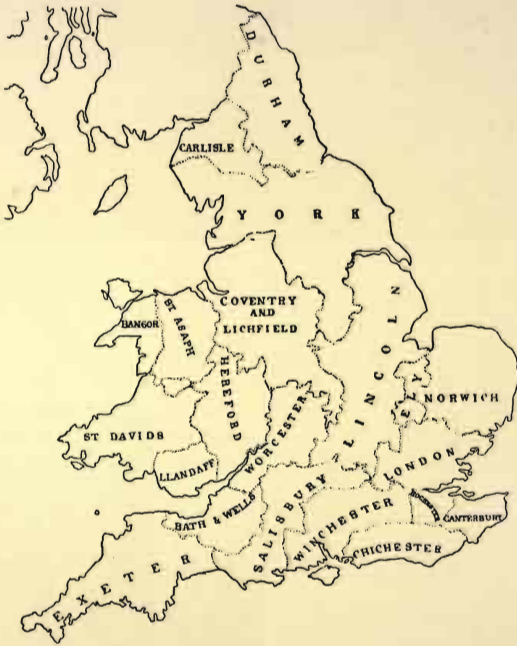 DURHAM
CARLISLE
YORK
COVENTRY
AND
LICHFIELD
BANGOR
ST ASAPH
HEREFORD
WORCESTER
LINCOLN
ELY
NORWICH
ST DAVIDS
LLANDAFF
LONDON
BATH & WELLS
SALISBURY
WINCHESTER
ROCHESTER
CANTERBURY
CHICHESTER
EXETER